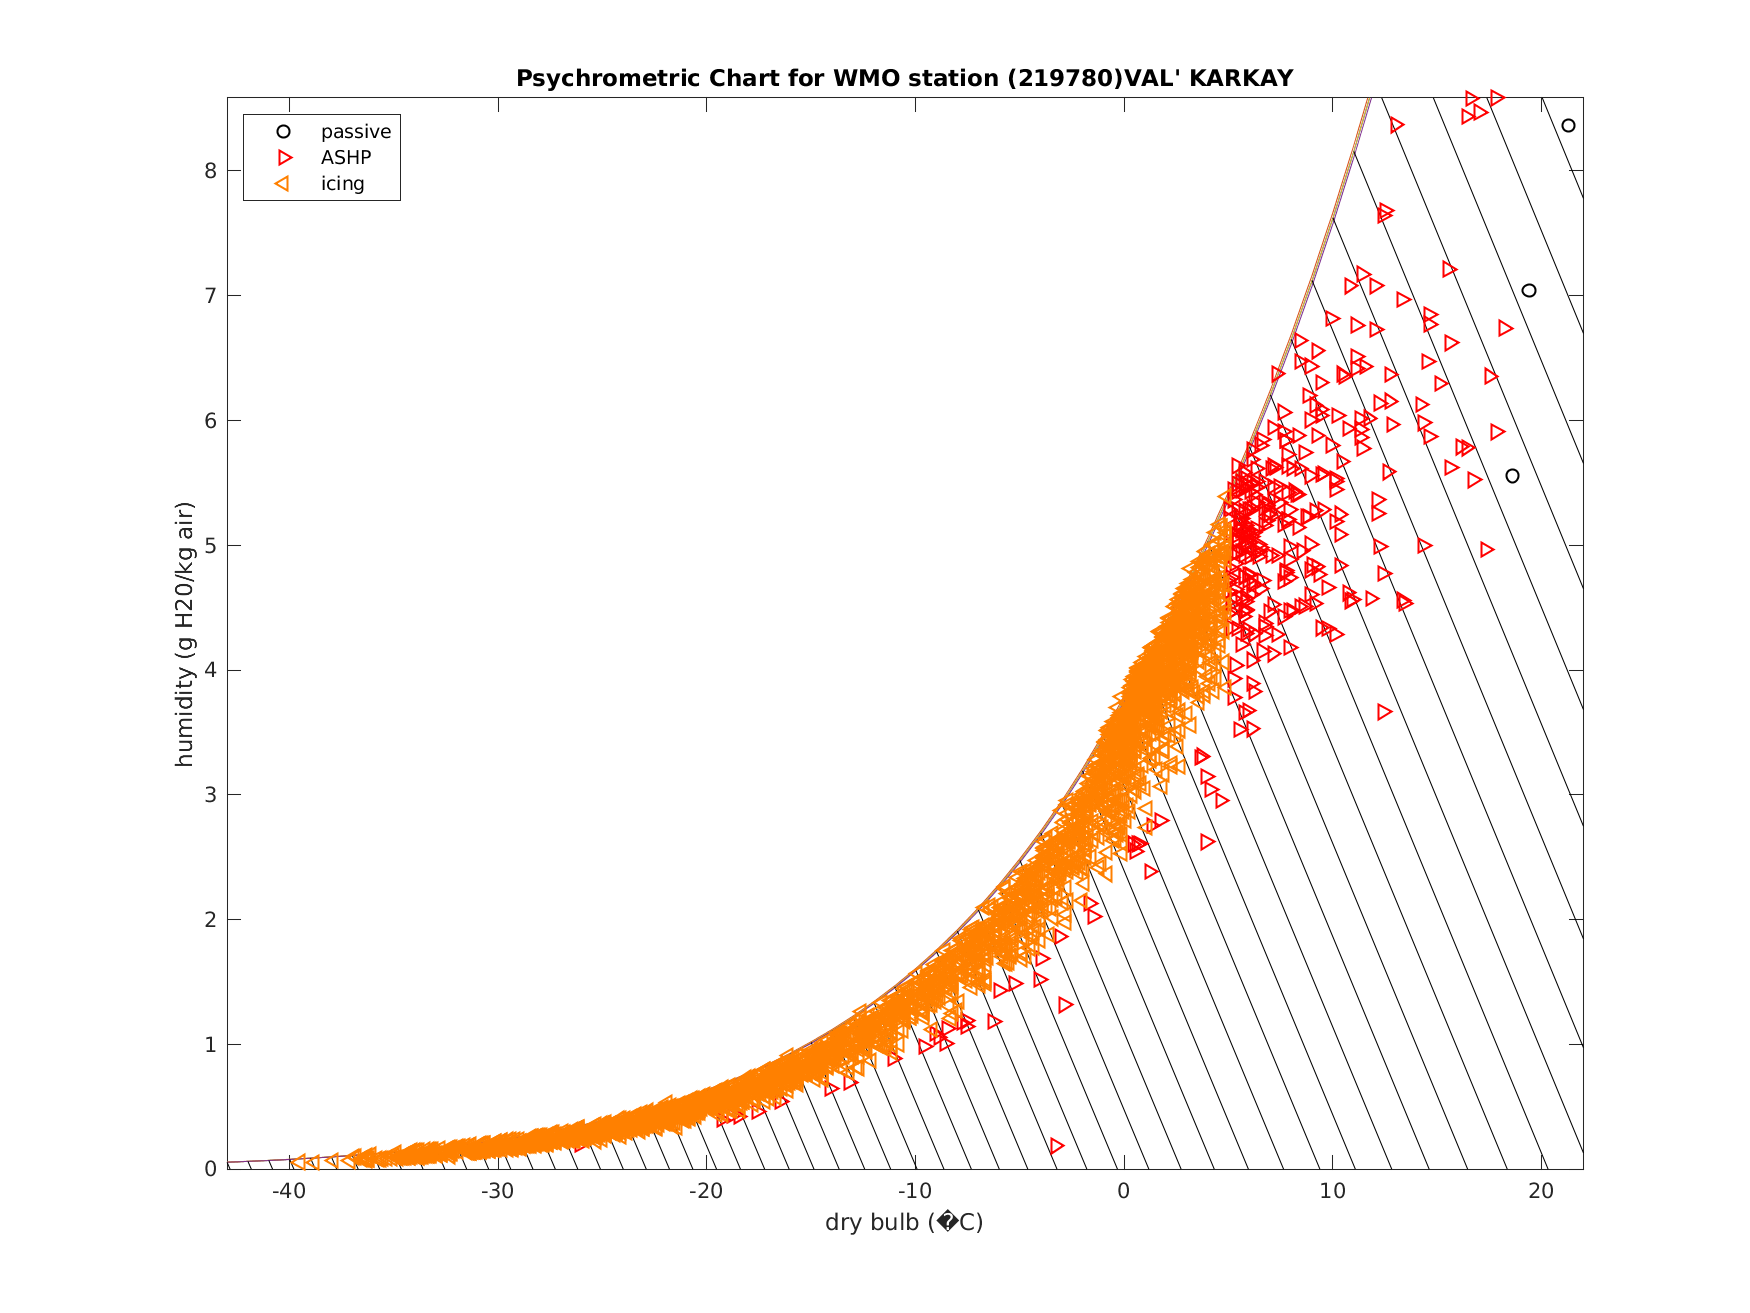 Psychrometric Chart for WMO station (219780)VAL' KARKAY
passive
ASHP
icing
8
7
6
5
4
3
2
1
0
humidity (g H20/kg air)
-40 -30 -20 -10 0 10 20
dry bulb (�C)